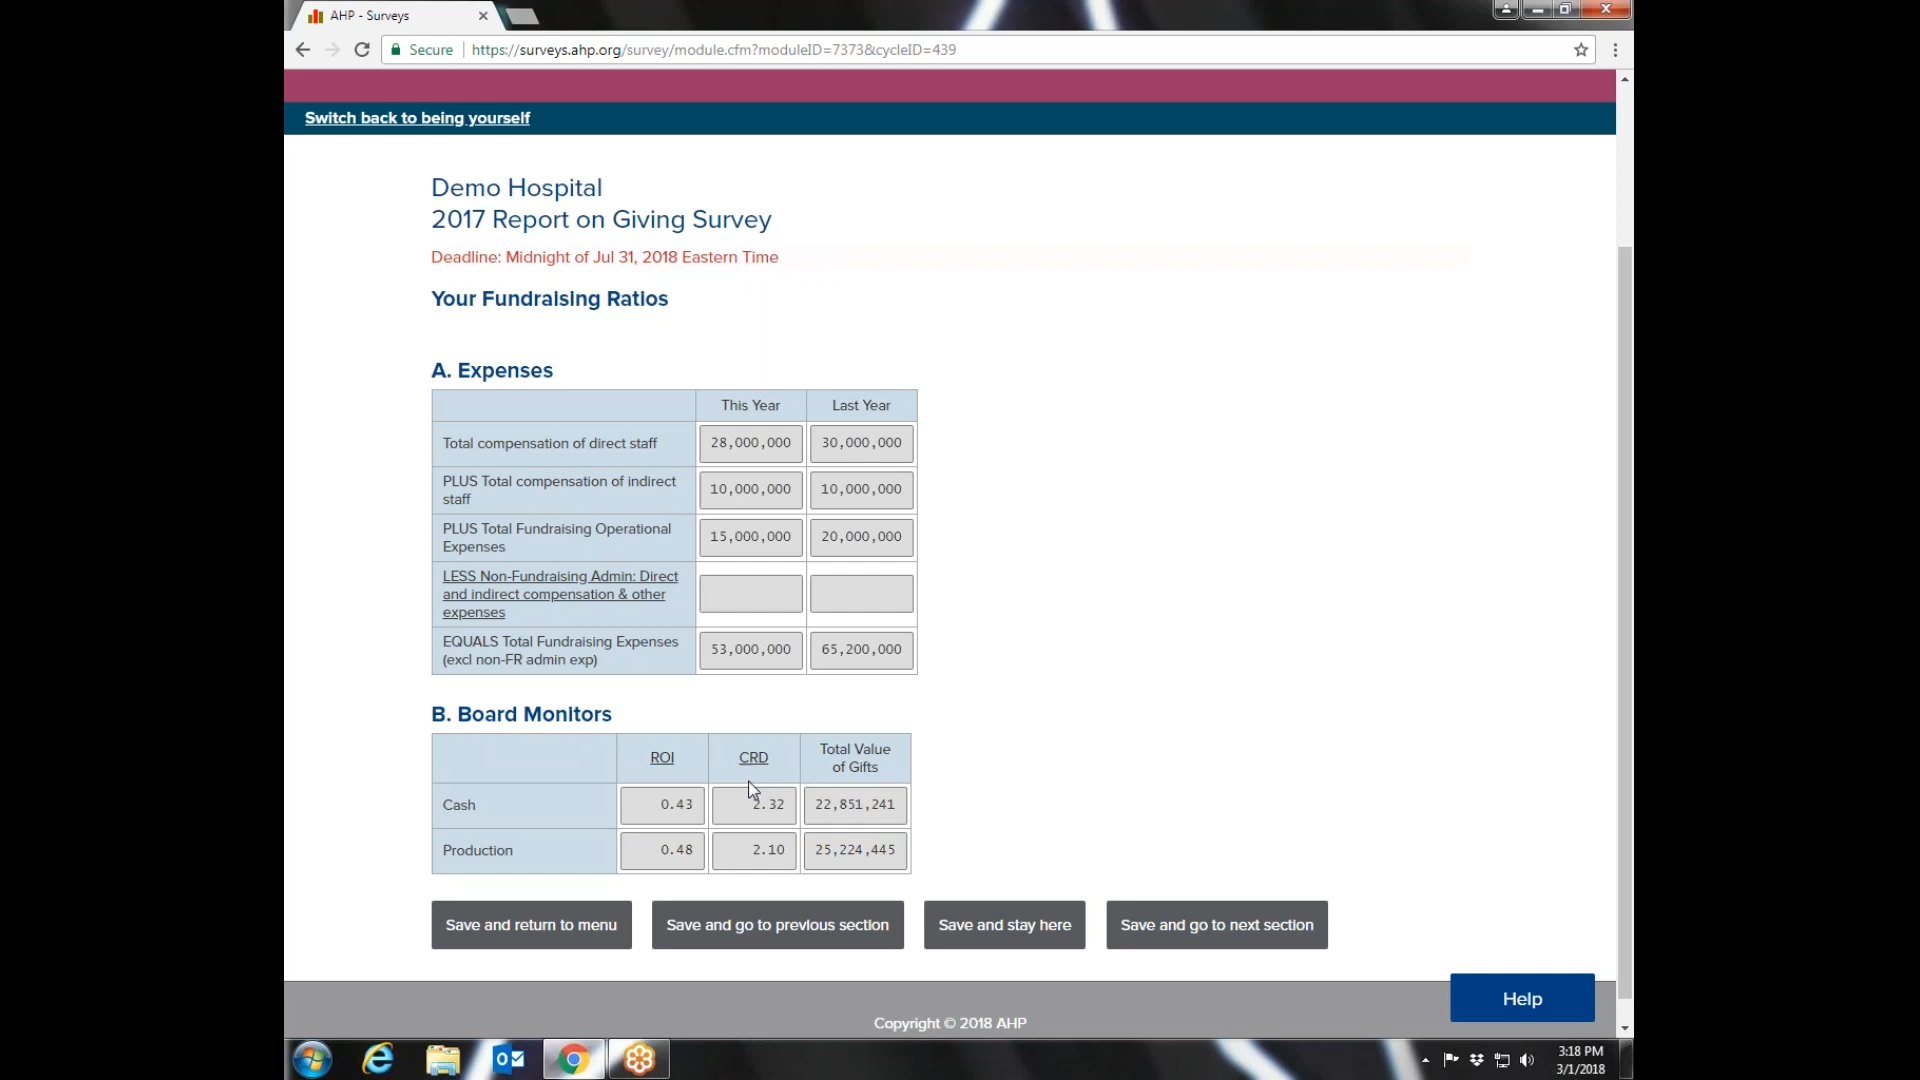 AHP - Surveys
Secure https://surveys.ahp.org/survey/module.cfm?moduleID=7373&cycleID=439
Switch back to being yourself
Demo Hospital
2017 Report on Giving Survey
Deadline: Midnight of Jul 31, 2018 Eastern Time
Your Fundraising Ratios
A. Expenses
This Year Last Year
Total compensation of direct staff 28,000,000 30,000,000
PLUS Total compensation of indirect
staff 10,000,000 10,000,000
PLUS Total Fundraising Operational
Expenses 15,000,000 20,000,000
LESS Non-Fundraising Admin: Direct
and indirect compensation & other
expenses
EQUALS Total Fundraising Expenses
(excl non-FR admin exp) 53,000,000 65,200,000
B. Board Monitors
ROI CRD Total Value
of Gifts
Cash 0.43 2.32 22,851,241
Production 0.48 2.10 25,224,445
Save and return to menu Save and go to previous section Save and stay here Save and go to next section
Help
Copyright © 2018 AHP
3:18 PM
3/1/2018